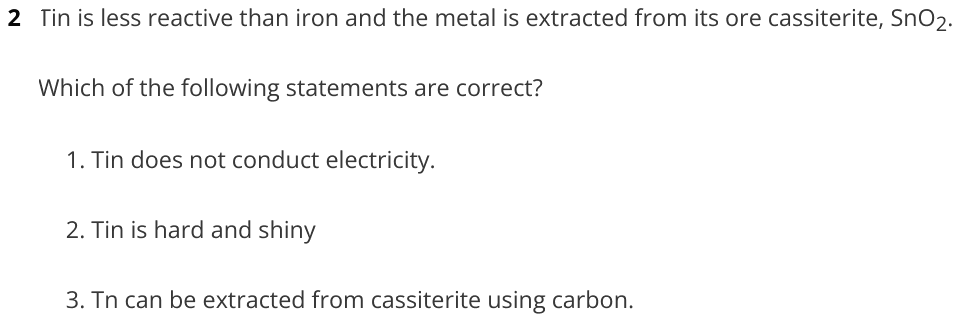 2 Tin is less reactive than iron and the metal is extracted from its ore cassiterite, SnO₂.
Which of the following statements are correct?
1. Tin does not conduct electricity.
2. Tin is hard and shiny
3. Tn can be extracted from cassiterite using carbon.